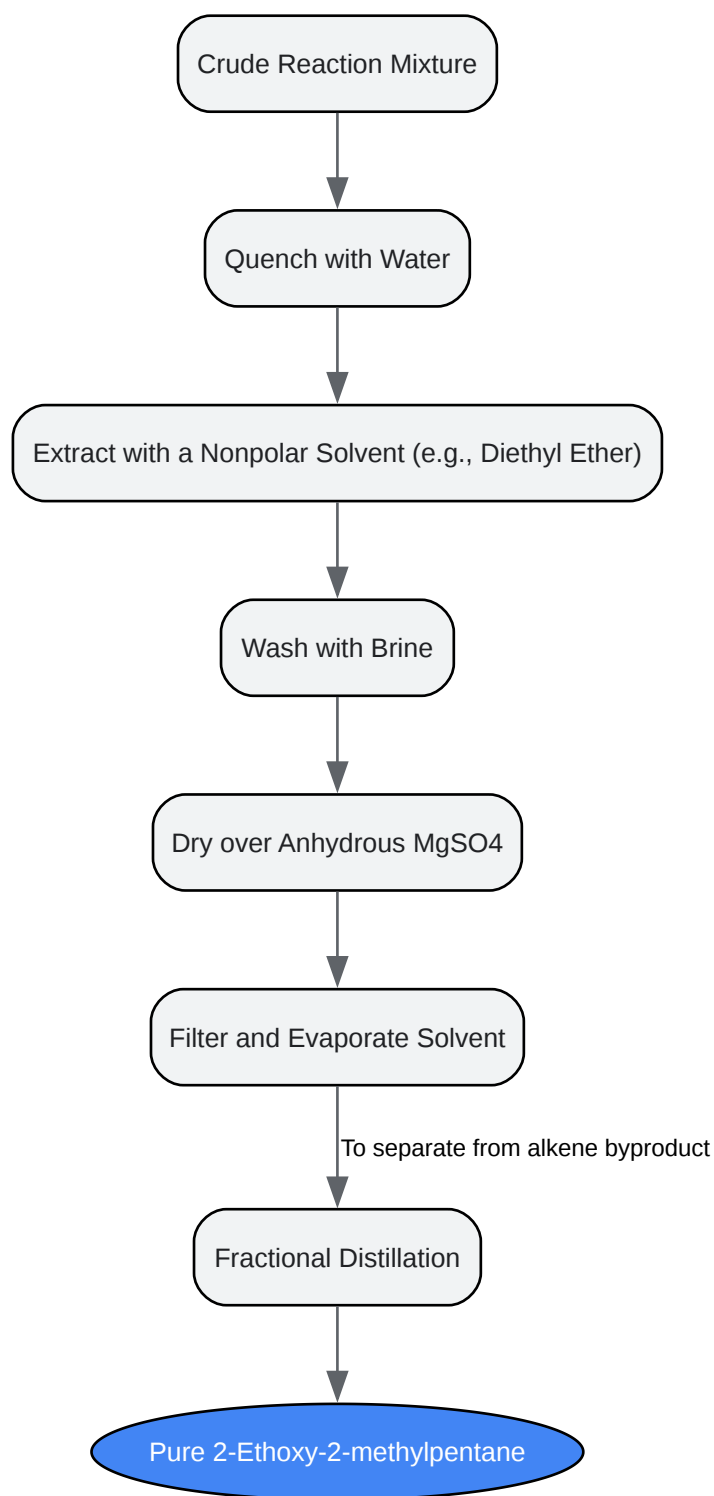 Crude Reaction Mixture
Quench with Water
Extract with a Nonpolar Solvent (e.g., Diethyl Ether)
Wash with Brine
Dry over Anhydrous MgSO4
Filter and Evaporate Solvent
To separate from alkene byproduct
Fractional Distillation
Pure 2-Ethoxy-2-methylpentane